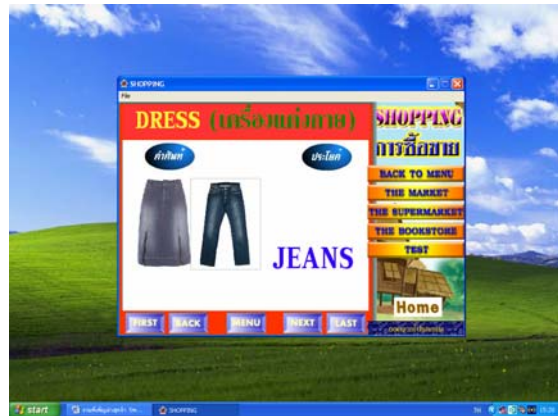 SHOPPING
File
DRESS (เครื่องแต่งกาย)
คำศัพท์
ประโยค
JEANS
FIRST
BACK
MENU
NEXT
LAST
SHOPPING
การซื้อขาย
BACK TO MENU
THE MARKET
THE SUPERMARKET
THE BOOKSTORE
TEST
Home
start
SHOPPING
TH